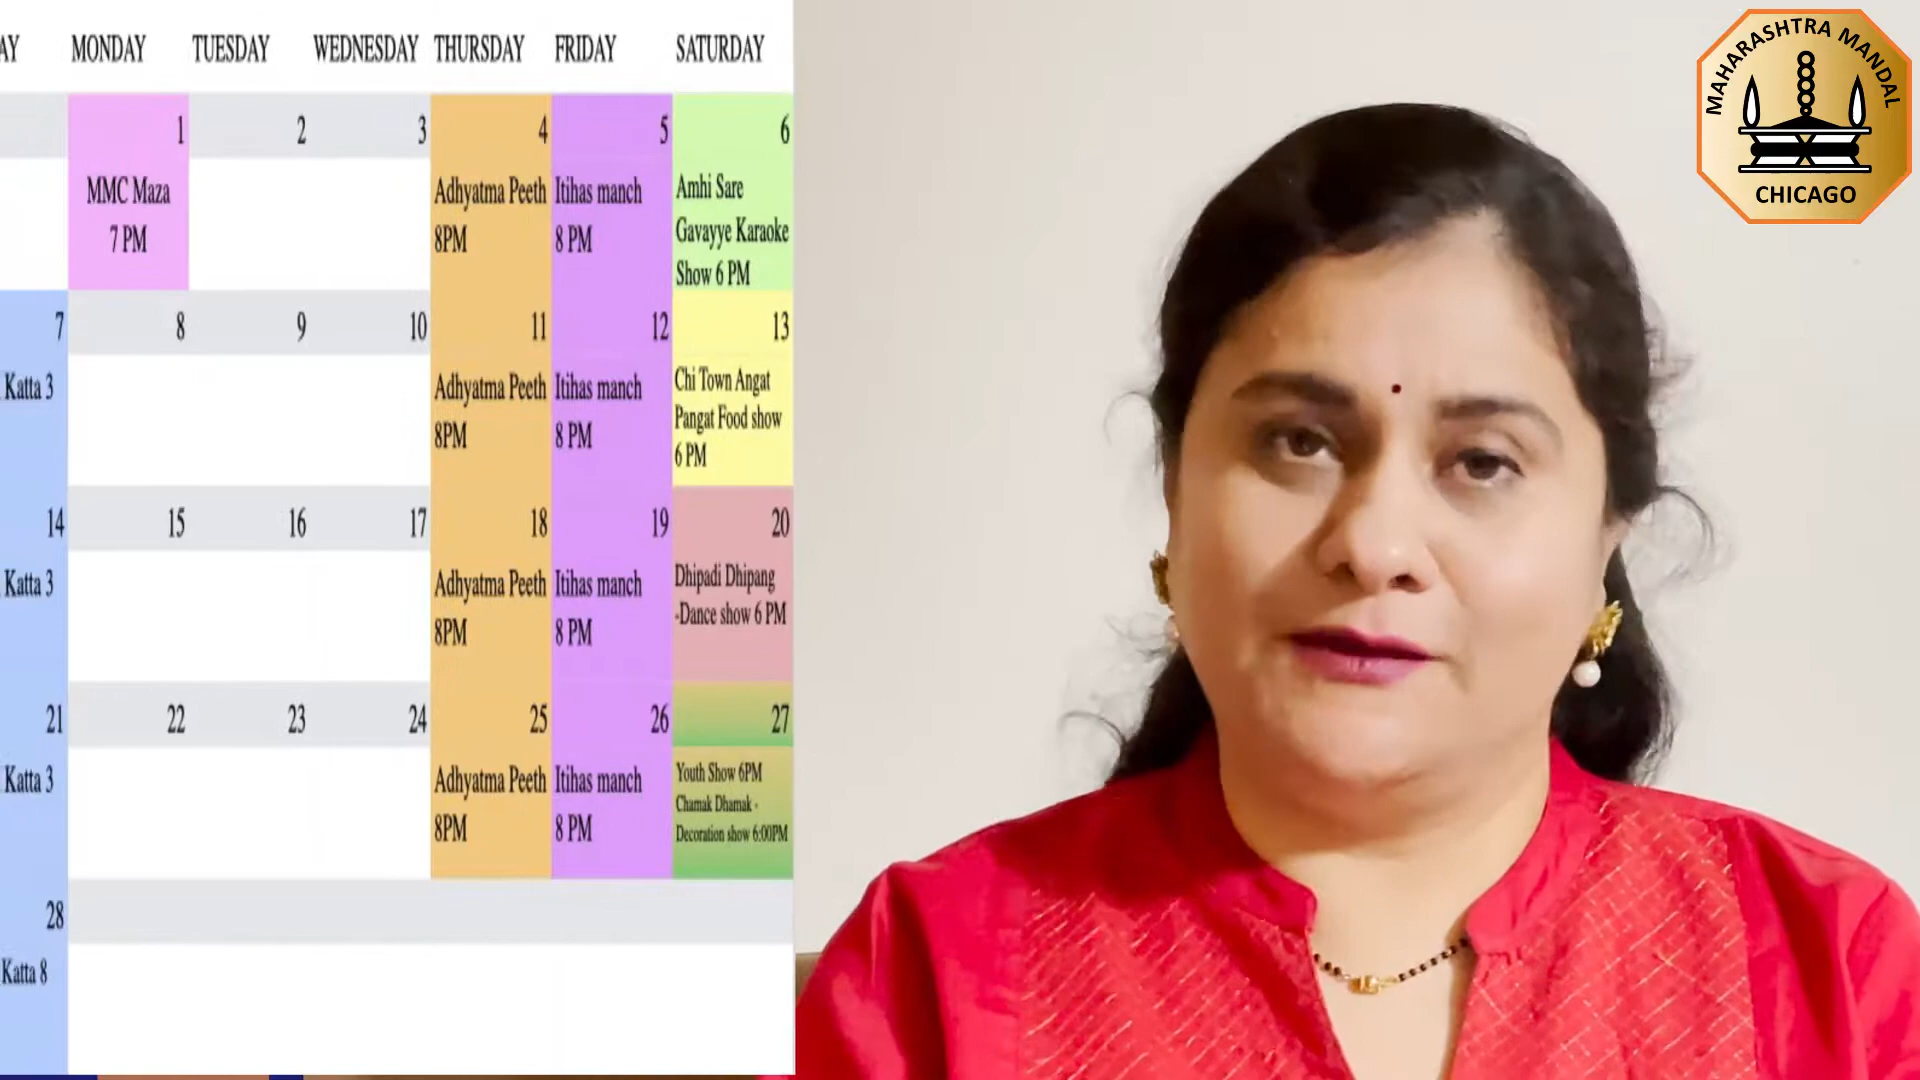 AY MONDAY TUESDAY WEDNESDAY THURSDAY FRIDAY SATURDAY
1 2 3 4 5 6
MMC Maza
7 PM
Adhyatma Peeth
8PM
Itihas manch
8 PM
Amhi Sare
Gavayye Karaoke
Show 6 PM
7 8 9 10 11 12 13
Katta 3
Adhyatma Peeth
8PM
Itihas manch
8 PM
Chi Town Angat
Pangat Food show
6 PM
14 15 16 17 18 19 20
Katta 3
Adhyatma Peeth
8PM
Itihas manch
8 PM
Dhipadi Dhipang
-Dance show 6 PM
21 22 23 24 25 26 27
Katta 3
Adhyatma Peeth
8PM
Itihas manch
8 PM
Youth Show 6PM
Chamak Dhamak -
Decoration show 6:00PM
28
Katta 8
MAHARASHTRA MANDAL
CHICAGO